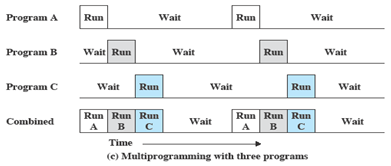 Program A Run Wait Run Wait
Program B Wait Run Wait Run Wait
Program C Wait Run Wait Run Wait
Combined Run A Run B Run C Wait Run A Run B Run C Wait
Time
(c) Multiprogramming with three programs